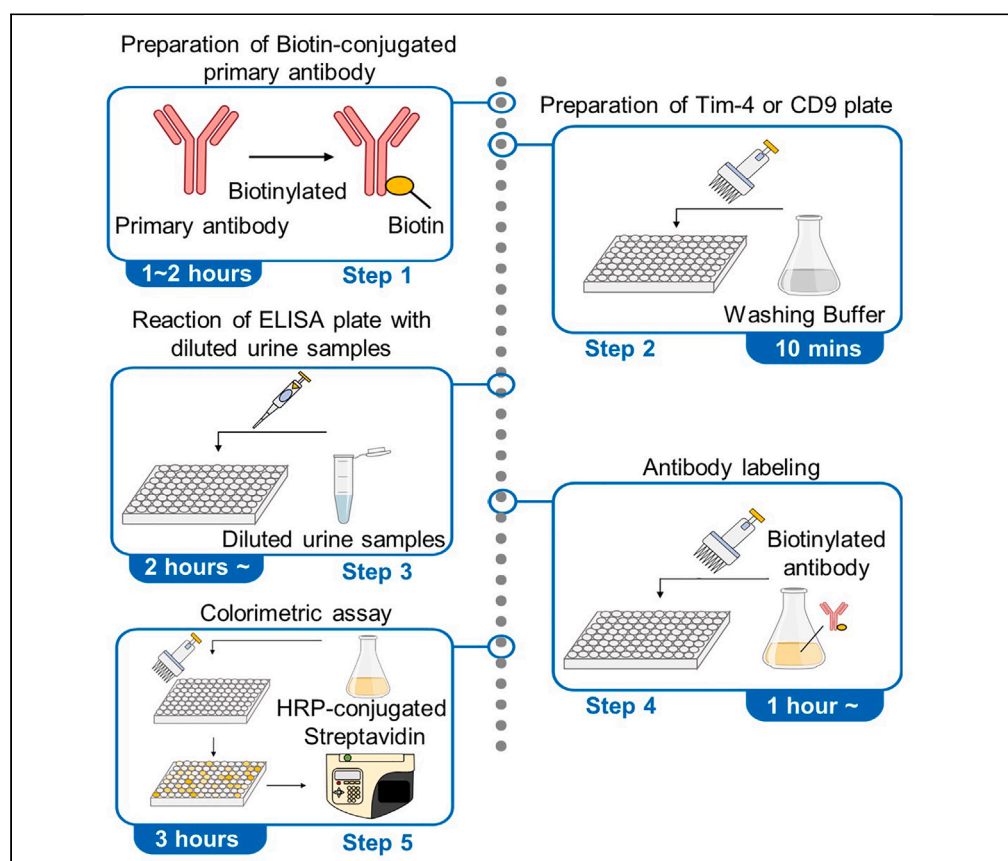 Preparation of Biotin-conjugated
primary antibody
Biotinylated
Primary antibody
Biotin
1~2 hours
Step 1
Preparation of Tim-4 or CD9 plate
Washing Buffer
Step 2
10 mins
Reaction of ELISA plate with
diluted urine samples
Diluted urine samples
2 hours ~
Step 3
Antibody labeling
Biotinylated
antibody
Step 4
1 hour ~
Colorimetric assay
HRP-conjugated
Streptavidin
3 hours
Step 5